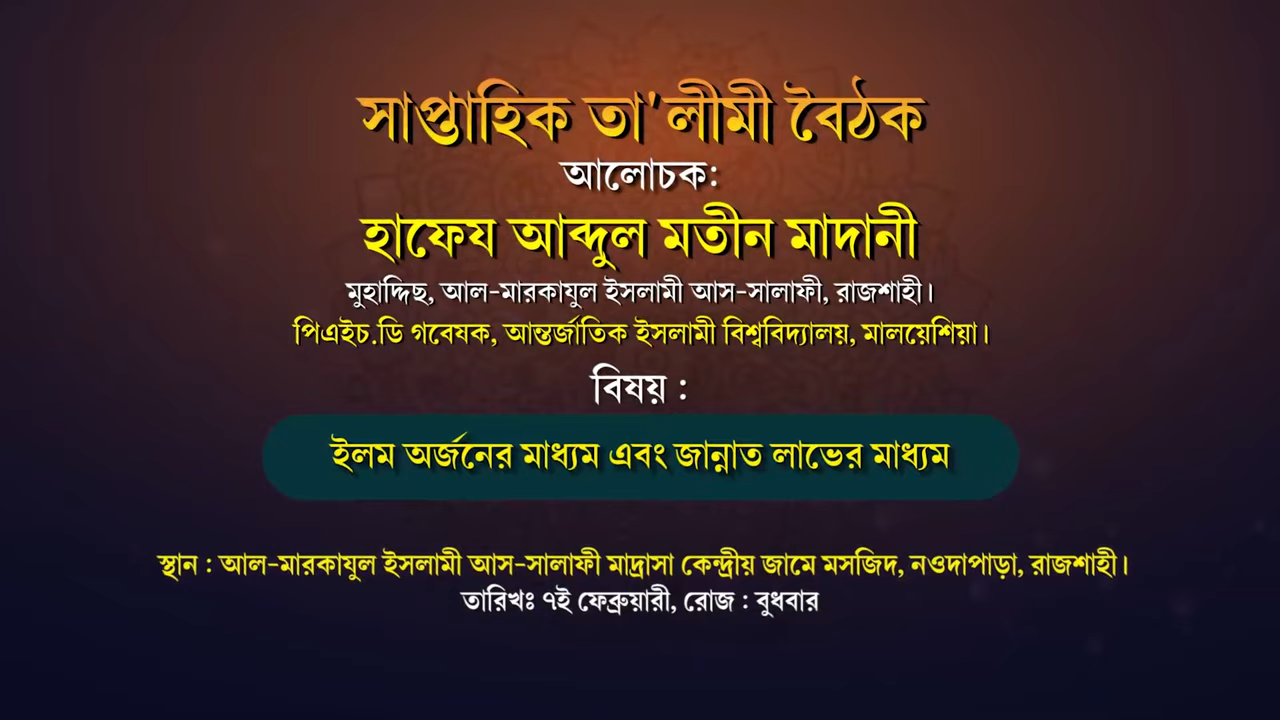 সাপ্তাহিক তা'লীমী বৈঠক
আলোচক:
হাফেয আব্দুল মতীন মাদানী
মুহাদ্দিছ, আল-মারকাযুল ইসলামী আস-সালাফী, রাজশাহী।
পিএইচ.ডি গবেষক, আন্তর্জাতিক ইসলামী বিশ্ববিদ্যালয়, মালয়েশিয়া।
বিষয় :
ইলম অর্জনের মাধ্যম এবং জান্নাত লাভের মাধ্যম
স্থান : আল-মারকাযুল ইসলামী আস-সালাফী মাদ্রাসা কেন্দ্রীয় জামে মসজিদ, নওদাপাড়া, রাজশাহী।
তারিখঃ ৭ই ফেব্রুয়ারী, রোজ : বুধবার